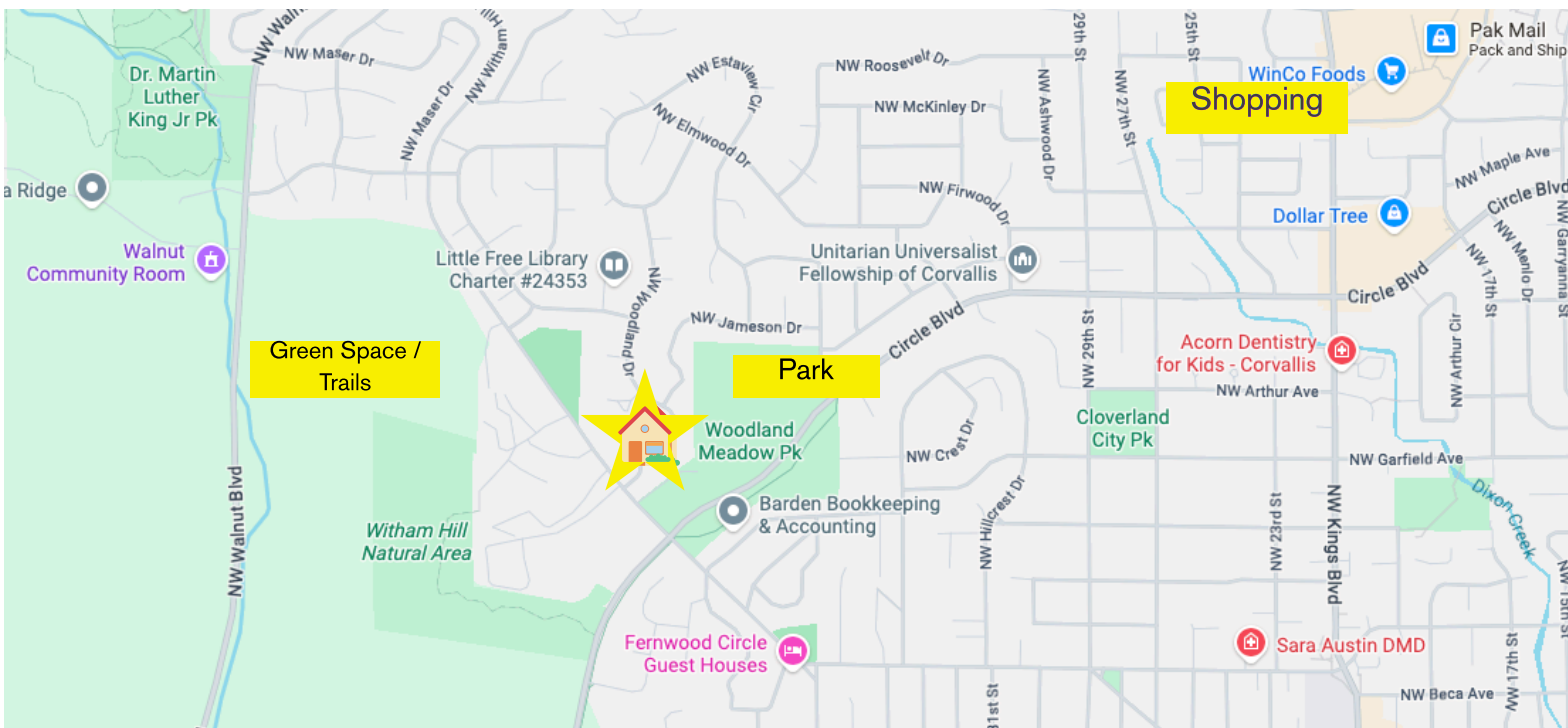 NW Walnu
NW Witham Hill
NW Maser Dr
Dr. Martin
Luther
King Jr Pk
NW Maser Dr
NW Estaview Cir
NW Elmwood Dr
NW Roosevelt Dr
NW McKinley Dr
NW Ashwood Dr
29th St
NW 27th St
25th St
Pak Mail
Pack and Ship
WinCo Foods
Shopping
a Ridge
NW Firwood Dr
NW Maple Ave
Circle Blvd
Dollar Tree
NW Garryanna St
NW Menlo Dr
NW 17th St
Walnut
Community Room
Little Free Library
Charter #24353
NW Woodland Dr
Unitarian Universalist
Fellowship of Corvallis
Circle Blvd
NW Jameson Dr
Circle Blvd
NW 29th St
Green Space /
Trails
Park
Acorn Dentistry
for Kids - Corvallis
NW Arthur Ave
NW Arthur Cir
Woodland
Meadow Pk
Cloverland
City Pk
NW Crest Dr
NW Garfield Ave
NW Walnut Blvd
Witham Hill
Natural Area
Barden Bookkeeping
& Accounting
NW Hillcrest Dr
NW 23rd St
NW Kings Blvd
Dixon Creek
NW 15th St
Fernwood Circle
Guest Houses
Sara Austin DMD
31st St
NW Beca Ave
NW 17th St